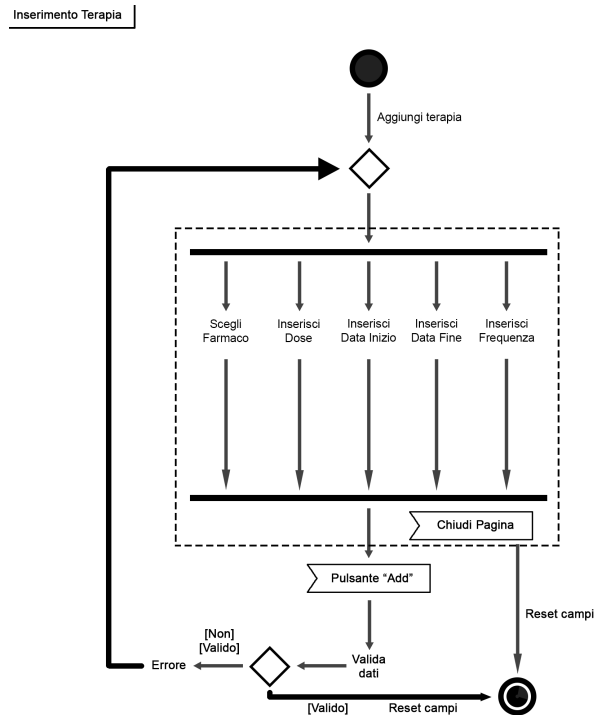 Inserimento Terapia
Aggiungi terapia
Scegli
Farmaco
Inserisci
Dose
Inserisci
Data Inizio
Inserisci
Data Fine
Inserisci
Frequenza
Chiudi Pagina
Pulsante “Add”
Reset campi
[Non]
[Valido]
Errore
Valida
dati
[Valido]
Reset campi